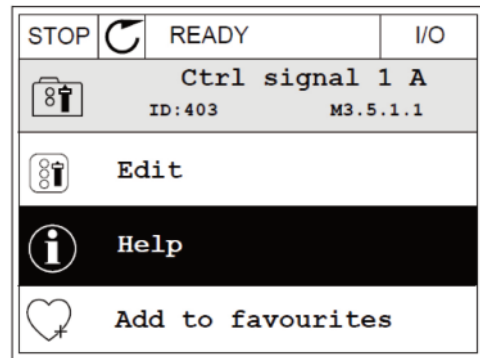 STOP READY I/O
Ctrl signal 1 A
ID:403 M3.5.1.1
Edit
Help
Add to favourites